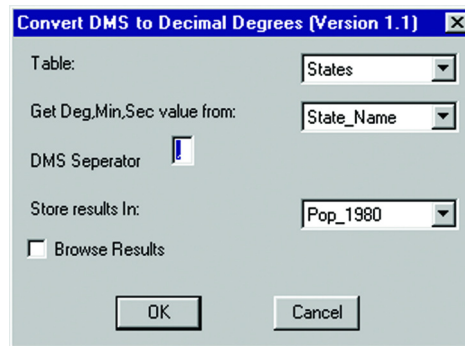 Convert DMS to Decimal Degrees (Version 1.1)
Table: States
Get Deg,Min,Sec value from: State_Name
DMS Seperator
Store results In: Pop_1980
Browse Results
OK Cancel